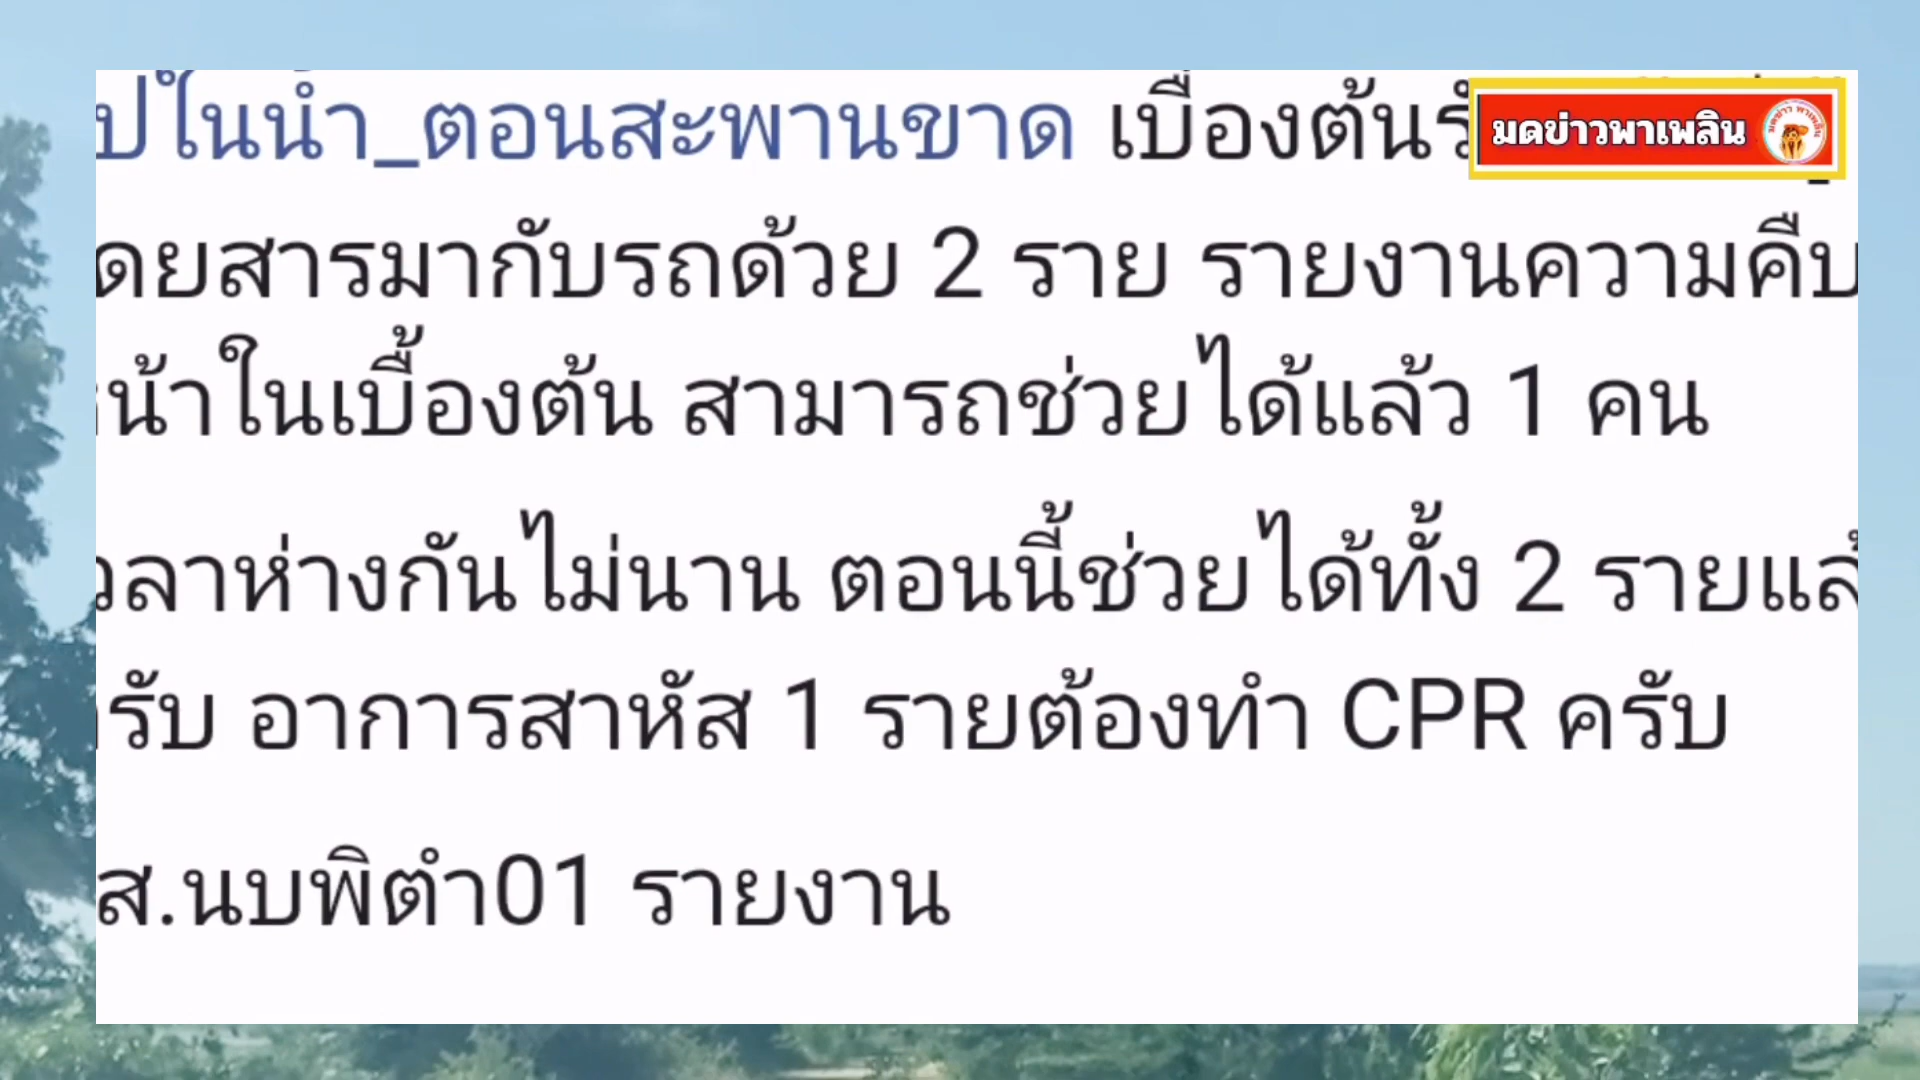 ปในน้ำ_ตอนสะพานขาด เบื้องต้น
มดข่าวพาเพลิน
ดยสารมากับรถด้วย 2 ราย รายงานความคืบ
หน้าในเบื้องต้น สามารถช่วยได้แล้ว 1 คน
วลาห่างกันไม่นาน ตอนนี้ช่วยได้ทั้ง 2 รายแล้
ครับ อาการสาหัส 1 รายต้องทำ CPR ครับ
ส.นบพิตำ01 รายงาน